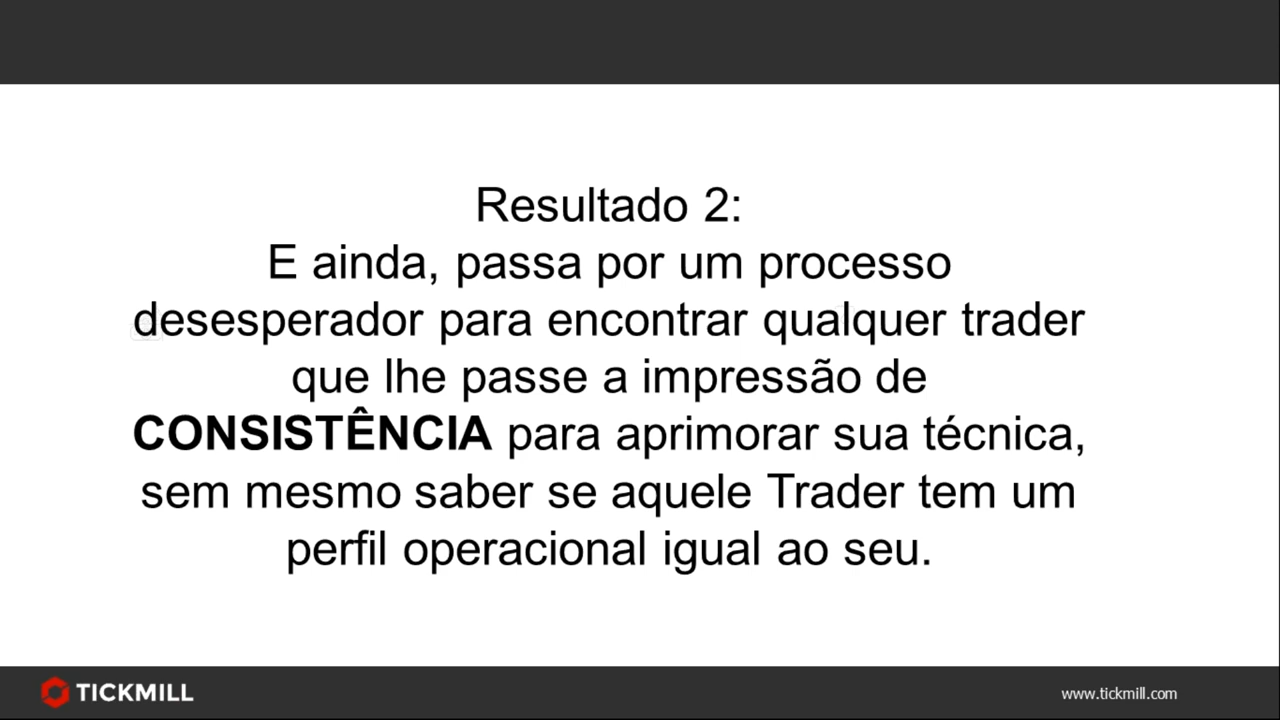 Resultado 2:
E ainda, passa por um processo
desesperador para encontrar qualquer trader
que lhe passe a impressão de
CONSISTÊNCIA para aprimorar sua técnica,
sem mesmo saber se aquele Trader tem um
perfil operacional igual ao seu.
TICKMILL
www.tickmill.com